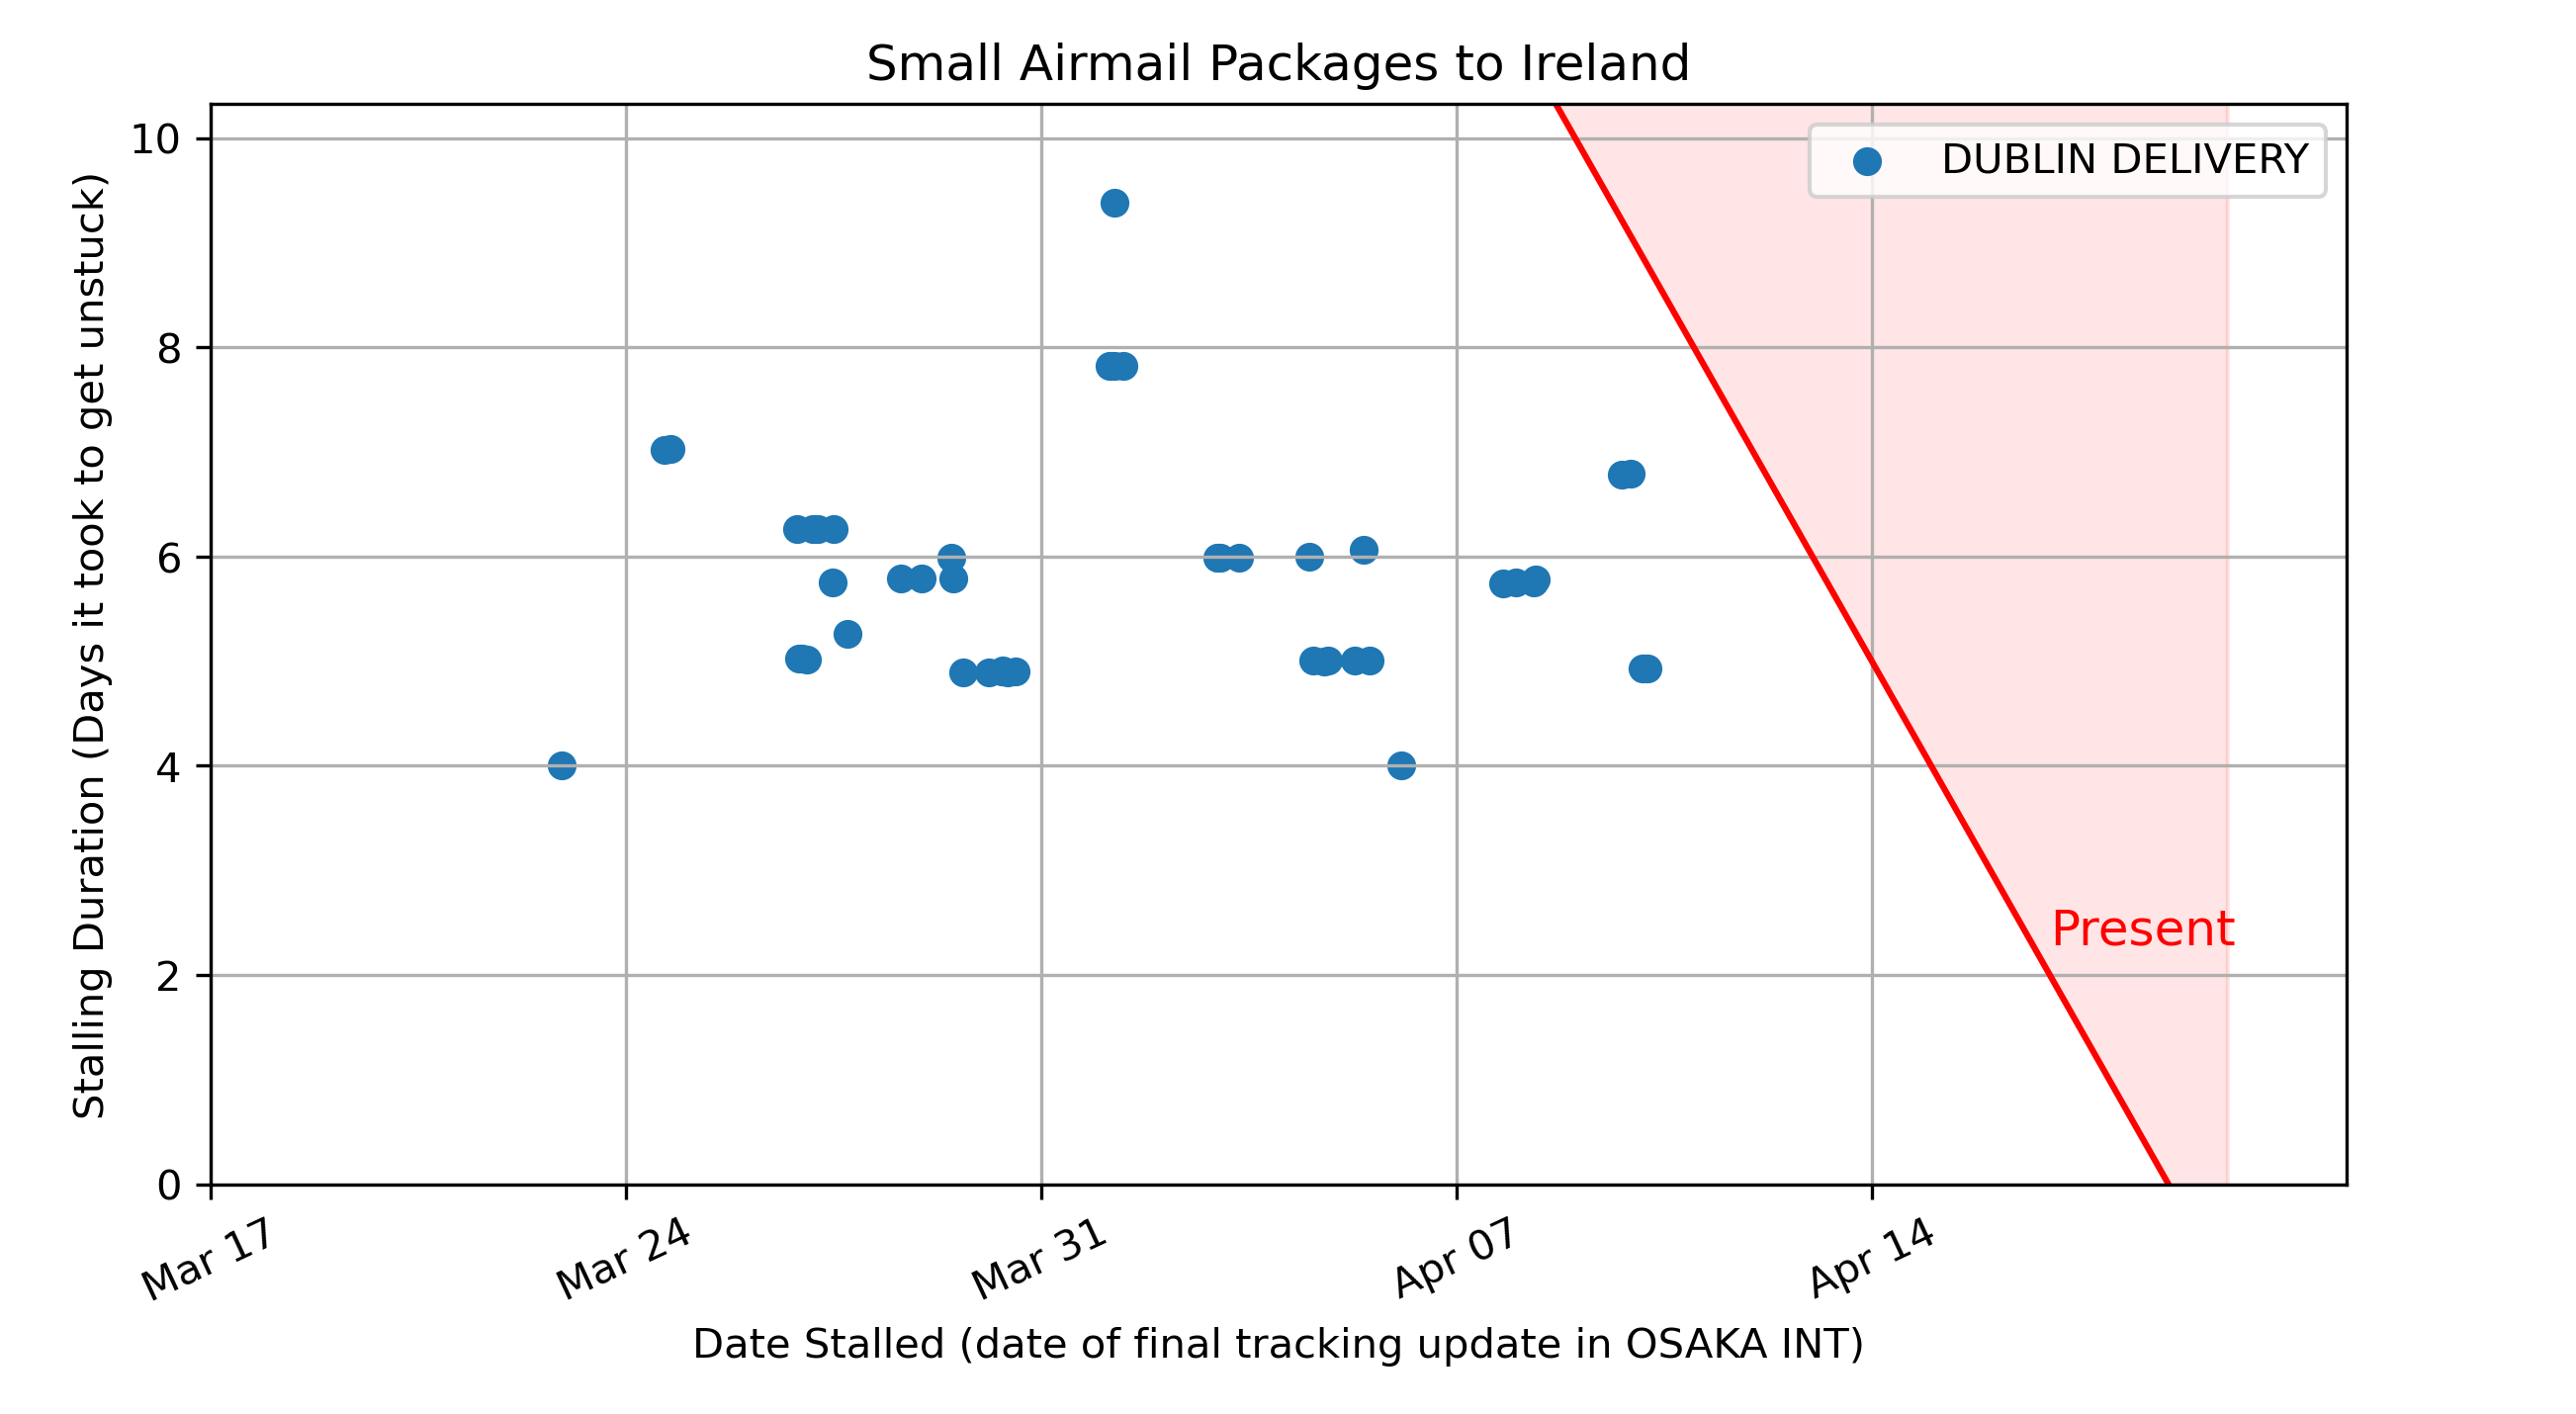 Small Airmail Packages to Ireland
Stalling Duration (Days it took to get unstuck)
10
8
6
4
2
0
DUBLIN DELIVERY
Present
Mar 17
Mar 24
Mar 31
Apr 07
Apr 14
Date Stalled (date of final tracking update in OSAKA INT)